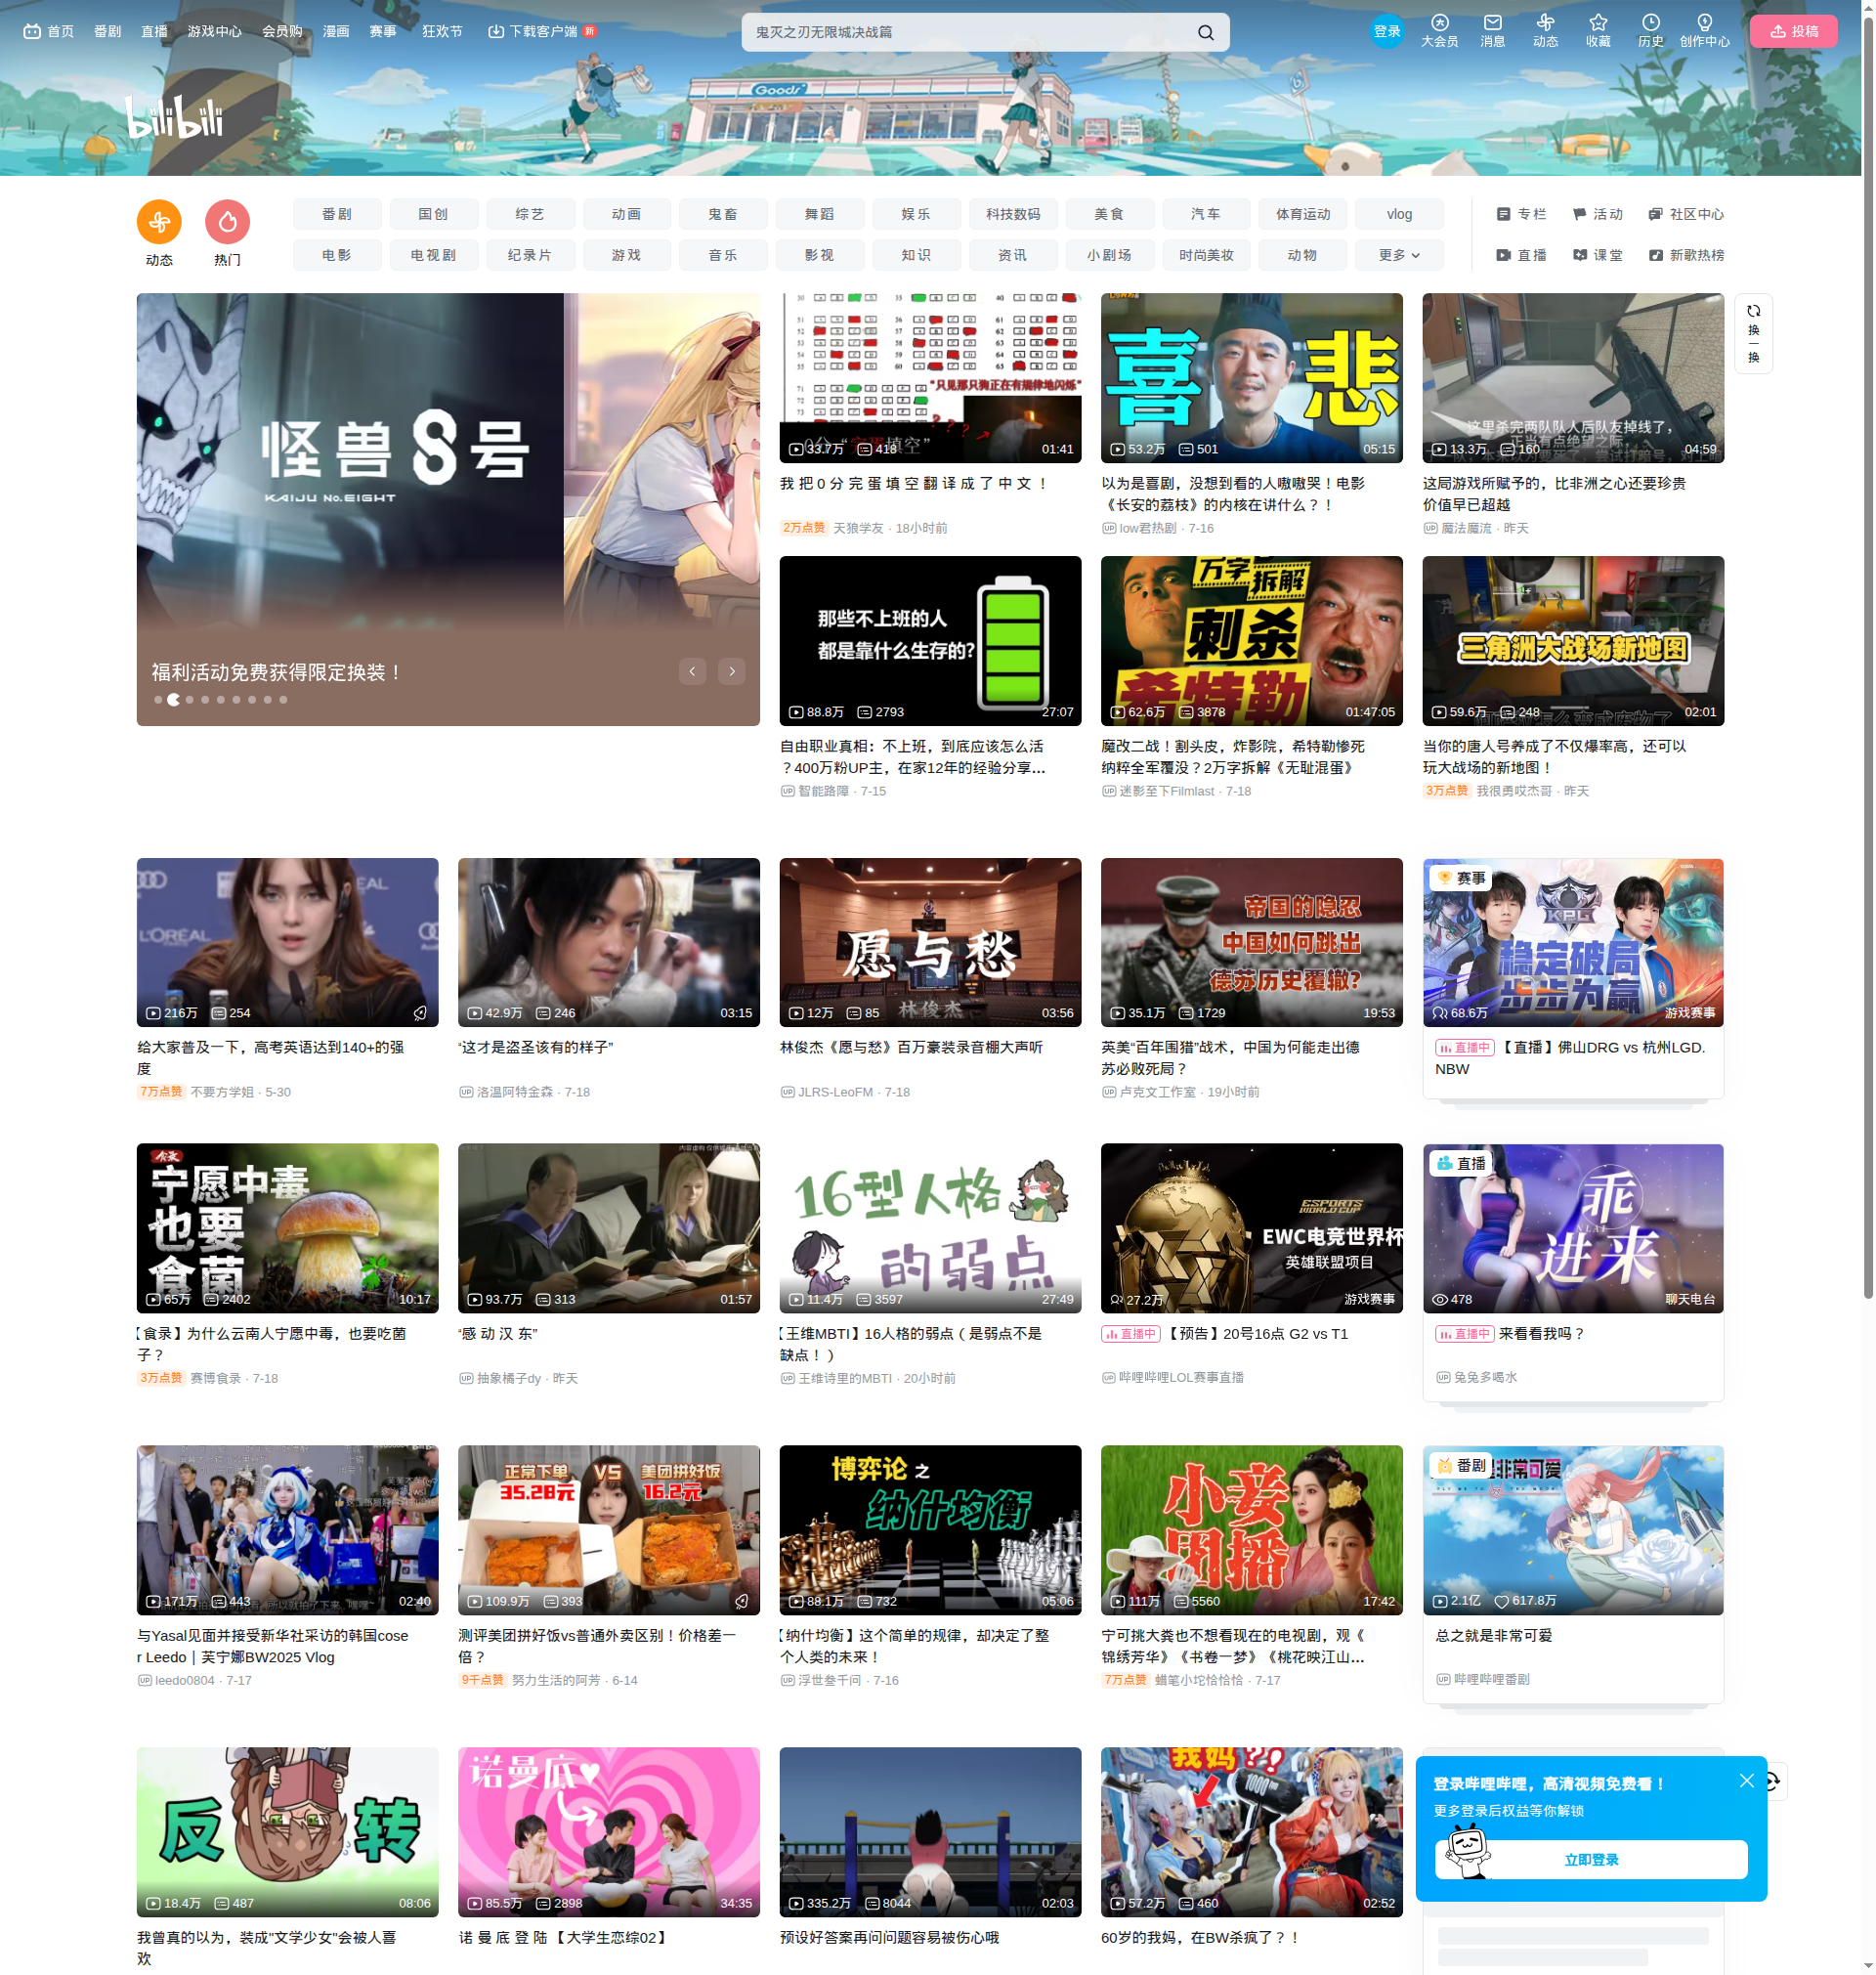 首页 番剧 直播 游戏中心 会员购 漫画 赛事 狂欢节 下载客户端 新
鬼灭之刃无限城决战篇
登录 大会员 消息 动态 收藏 历史 创作中心 投稿
bilibili
Goods
动态 热门
番剧 国创 综艺 动画 鬼畜 舞蹈 娱乐 科技数码 美食 汽车 体育运动 vlog
电影 电视剧 纪录片 游戏 音乐 影视 知识 资讯 小剧场 时尚美妆 动物 更多
专栏 活动 社区中心
直播 课堂 新歌热榜
换一换
怪兽8号
KAIJU No.EIGHT
福利活动免费获得限定换装！
“只见那只狗正在有规律地闪烁”
33.7万 418 01:41
我 把 0 分 完 蛋 填 空 翻 译 成 了 中 文 ！
2万点赞 天狼学友 · 18小时前
喜 悲
53.2万 501 05:15
以为是喜剧，没想到看的人嗷嗷哭！电影
《长安的荔枝》的内核在讲什么？！
low君热剧 · 7-16
这里杀完两队队人后队友掉线了，
正当有点绝望之际，
13.3万 160 04:59
这局游戏所赋予的，比非洲之心还要珍贵
价值早已超越
魔法魔流 · 昨天
那些不上班的人
都是靠什么生存的？
88.8万 2793 27:07
自由职业真相：不上班，到底应该怎么活
？400万粉UP主，在家12年的经验分享...
智能路障 · 7-15
万字拆解
刺杀
希特勒
62.6万 3878 01:47:05
魔改二战！割头皮，炸影院，希特勒惨死
纳粹全军覆没？2万字拆解《无耻混蛋》
迷影至下Filmlast · 7-18
三角洲大战场新地图
59.6万 248 02:01
当你的唐人号养成了不仅爆率高，还可以
玩大战场的新地图！
3万点赞 我很勇哎杰哥 · 昨天
L'ORÉAL
216万 254
给大家普及一下，高考英语达到140+的强
度
7万点赞 不要方学姐 · 5-30
42.9万 246 03:15
“这才是盗圣该有的样子”
洛温阿特金森 · 7-18
愿与愁
林俊杰
12万 85 03:56
林俊杰《愿与愁》百万豪装录音棚大声听
JLRS-LeoFM · 7-18
帝国的隐忍
中国如何跳出
德苏历史覆辙?
35.1万 1729 19:53
英美“百年围猎”战术，中国为何能走出德
苏必败死局？
卢克文工作室 · 19小时前
赛事
KPL
稳定破局
步步为赢
68.6万 游戏赛事
直播中 【直播】佛山DRG vs 杭州LGD.
NBW
食录
宁愿中毒
也要
食菌
65万 2402 10:17
【食录】为什么云南人宁愿中毒，也要吃菌
子？
3万点赞 赛博食录 · 7-18
93.7万 313 01:57
“感 动 汉 东”
抽象橘子dy · 昨天
16型人格
的弱点
11.4万 3597 27:49
【王维MBTI】16人格的弱点（是弱点不是
缺点！）
王维诗里的MBTI · 20小时前
ESPORTS
WORLD CUP
EWC电竞世界杯
英雄联盟项目
27.2万 游戏赛事
直播中 【预告】20号16点 G2 vs T1
哔哩哔哩LOL赛事直播
直播
乖
进来
478 聊天电台
直播中 来看看我吗？
兔兔多喝水
171万 443 02:40
与Yasal见面并接受新华社采访的韩国cose
r Leedo｜芙宁娜BW2025 Vlog
leedo0804 · 7-17
正常下单 VS 美团拼好饭
35.28元 16.2元
109.9万 393
测评美团拼好饭vs普通外卖区别！价格差一
倍？
9千点赞 努力生活的阿芳 · 6-14
博弈论 之
纳什均衡
88.1万 732 05:06
【纳什均衡】这个简单的规律，却决定了整
个人类的未来！
浮世叁千问 · 7-16
小妾
開播
111万 5560 17:42
宁可挑大粪也不想看现在的电视剧，观《
锦绣芳华》《书卷一梦》《桃花映江山...
7万点赞 蜡笔小坨恰恰恰 · 7-17
番剧
是非常可爱
FLY ME TO THE MOON
2.1亿 617.8万
总之就是非常可爱
哔哩哔哩番剧
反 转
18.4万 487 08:06
我曾真的以为，装成"文学少女"会被人喜
欢
诺曼底
85.5万 2898 34:35
诺 曼 底 登 陆 【 大学生恋综02 】
335.2万 8044 02:03
预设好答案再问问题容易被伤心哦
我妈?!
1000
57.2万 460 02:52
60岁的我妈，在BW杀疯了？！
登录哔哩哔哩，高清视频免费看！
更多登录后权益等你解锁
立即登录